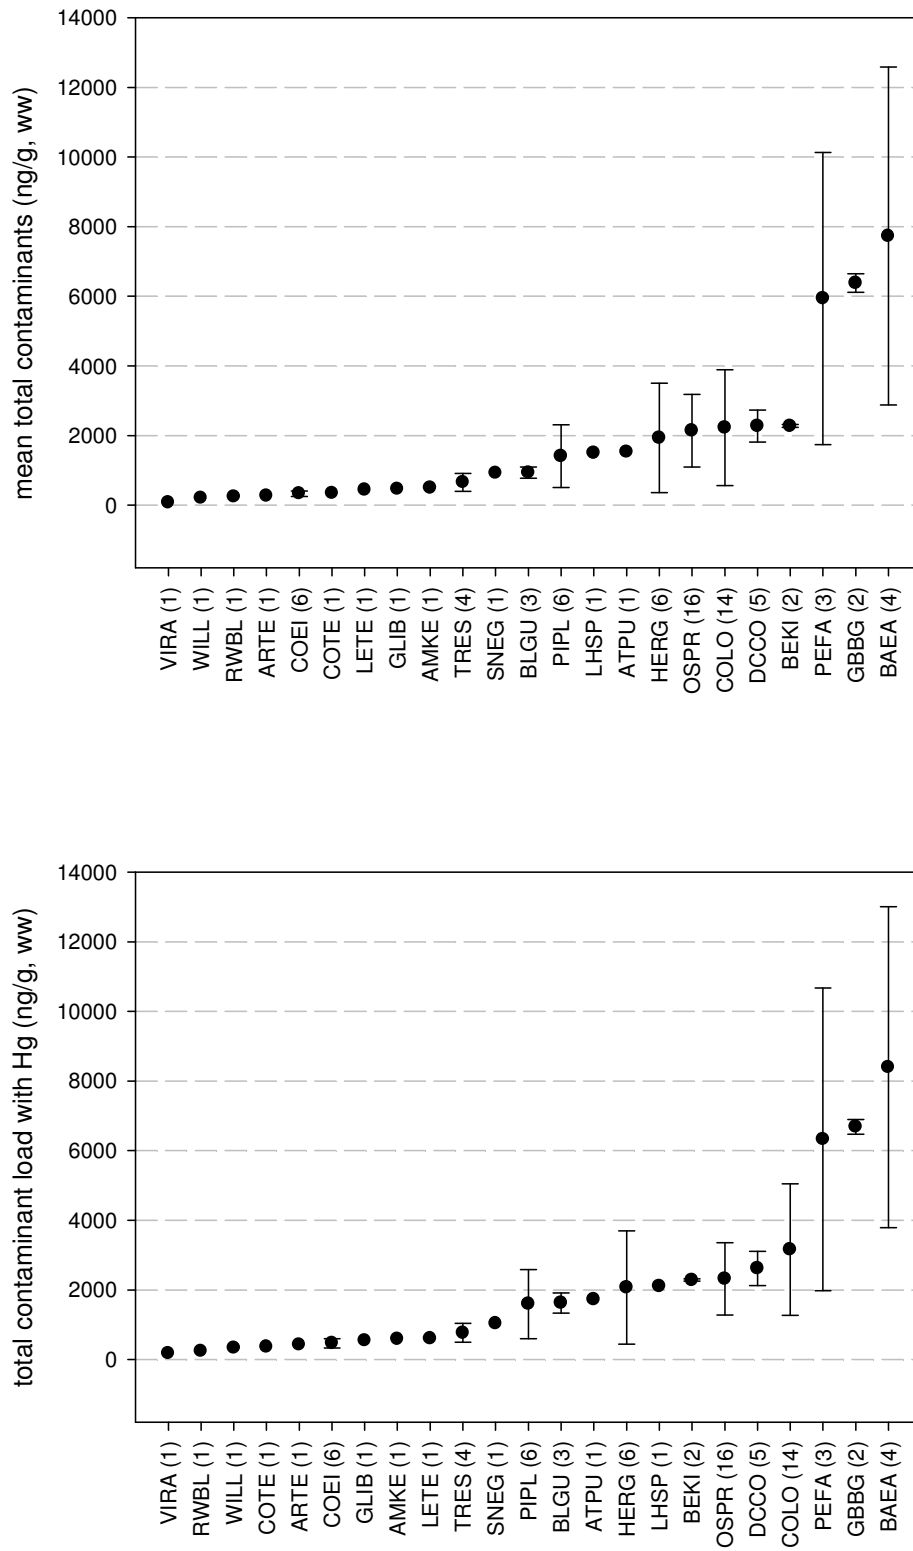 14000
12000
10000
8000
6000
4000
2000
0
mean total contaminants (ng/g, ww)
VIRA (1)
WILL (1)
RWBL (1)
ARTE (1)
COEI (6)
COTE (1)
LETE (1)
GLIB (1)
AMKE (1)
TRES (4)
SNEG (1)
BLGU (3)
PIPL (6)
LHSP (1)
ATPU (1)
HERG (6)
OSPR (16)
COLO (14)
DCCO (5)
BEKI (2)
PEFA (3)
GBBG (2)
BAEA (4)
14000
12000
10000
8000
6000
4000
2000
0
total contaminant load with Hg (ng/g, ww)
VIRA (1)
RWBL (1)
WILL (1)
COTE (1)
ARTE (1)
COEI (6)
GLIB (1)
AMKE (1)
LETE (1)
TRES (4)
SNEG (1)
PIPL (6)
BLGU (3)
ATPU (1)
HERG (6)
LHSP (1)
BEKI (2)
OSPR (16)
DCCO (5)
COLO (14)
PEFA (3)
GBBG (2)
BAEA (4)